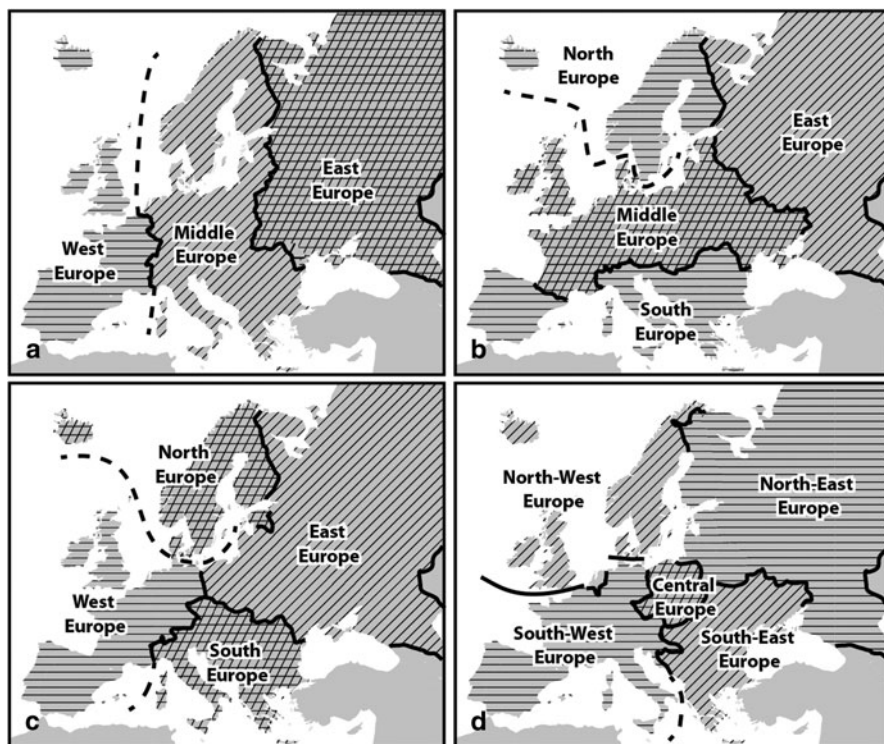 West
Europe
Middle
Europe
East
Europe
a
North
Europe
East
Europe
Middle
Europe
South
Europe
b
North
Europe
East
Europe
West
Europe
South
Europe
c
North-West
Europe
North-East
Europe
Central
Europe
South-West
Europe
South-East
Europe
d